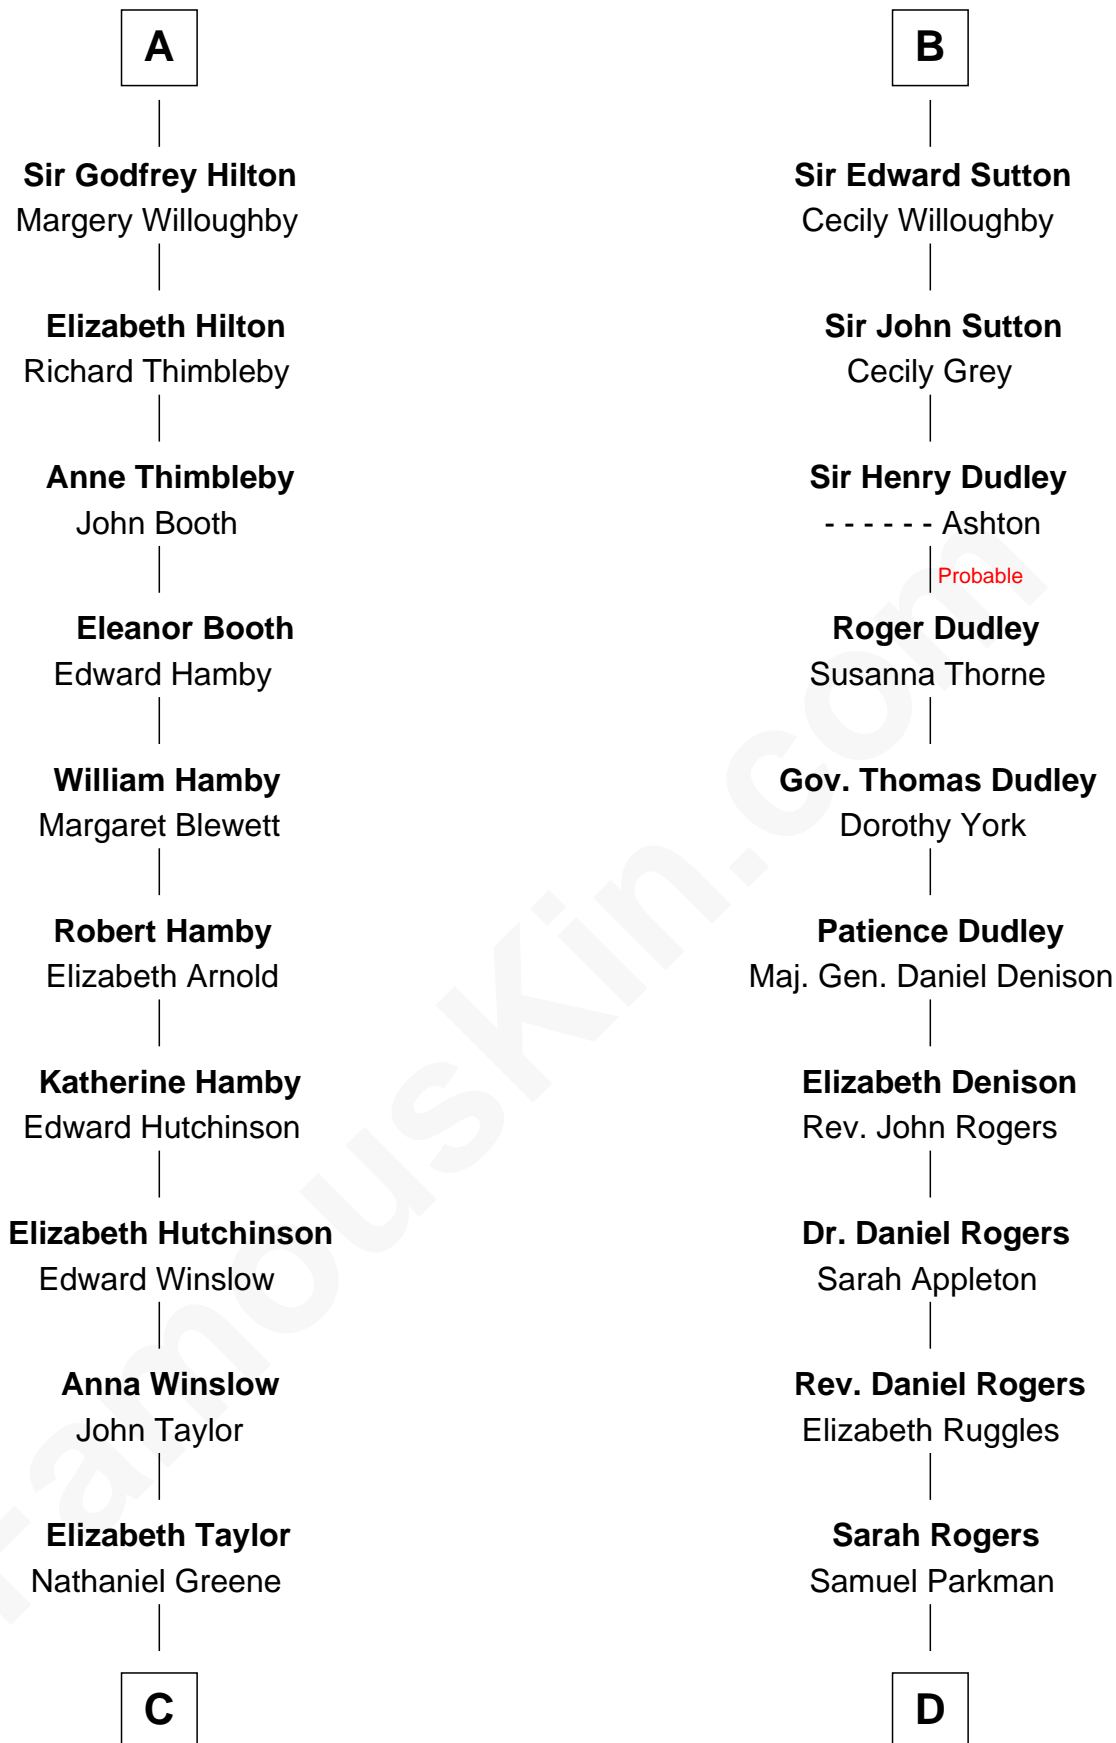 A
Sir Godfrey Hilton
Margery Willoughby
Elizabeth Hilton
Richard Thimbleby
Anne Thimbleby
John Booth
Eleanor Booth
Edward Hamby
William Hamby
Margaret Blewett
Robert Hamby
Elizabeth Arnold
Katherine Hamby
Edward Hutchinson
Elizabeth Hutchinson
Edward Winslow
Anna Winslow
John Taylor
Elizabeth Taylor
Nathaniel Greene
C
B
Sir Edward Sutton
Cecily Willoughby
Sir John Sutton
Cecily Grey
Sir Henry Dudley
- - - - - - Ashton
Probable
Roger Dudley
Susanna Thorne
Gov. Thomas Dudley
Dorothy York
Patience Dudley
Maj. Gen. Daniel Denison
Elizabeth Denison
Rev. John Rogers
Dr. Daniel Rogers
Sarah Appleton
Rev. Daniel Rogers
Elizabeth Ruggles
Sarah Rogers
Samuel Parkman
D
FamousKin.com